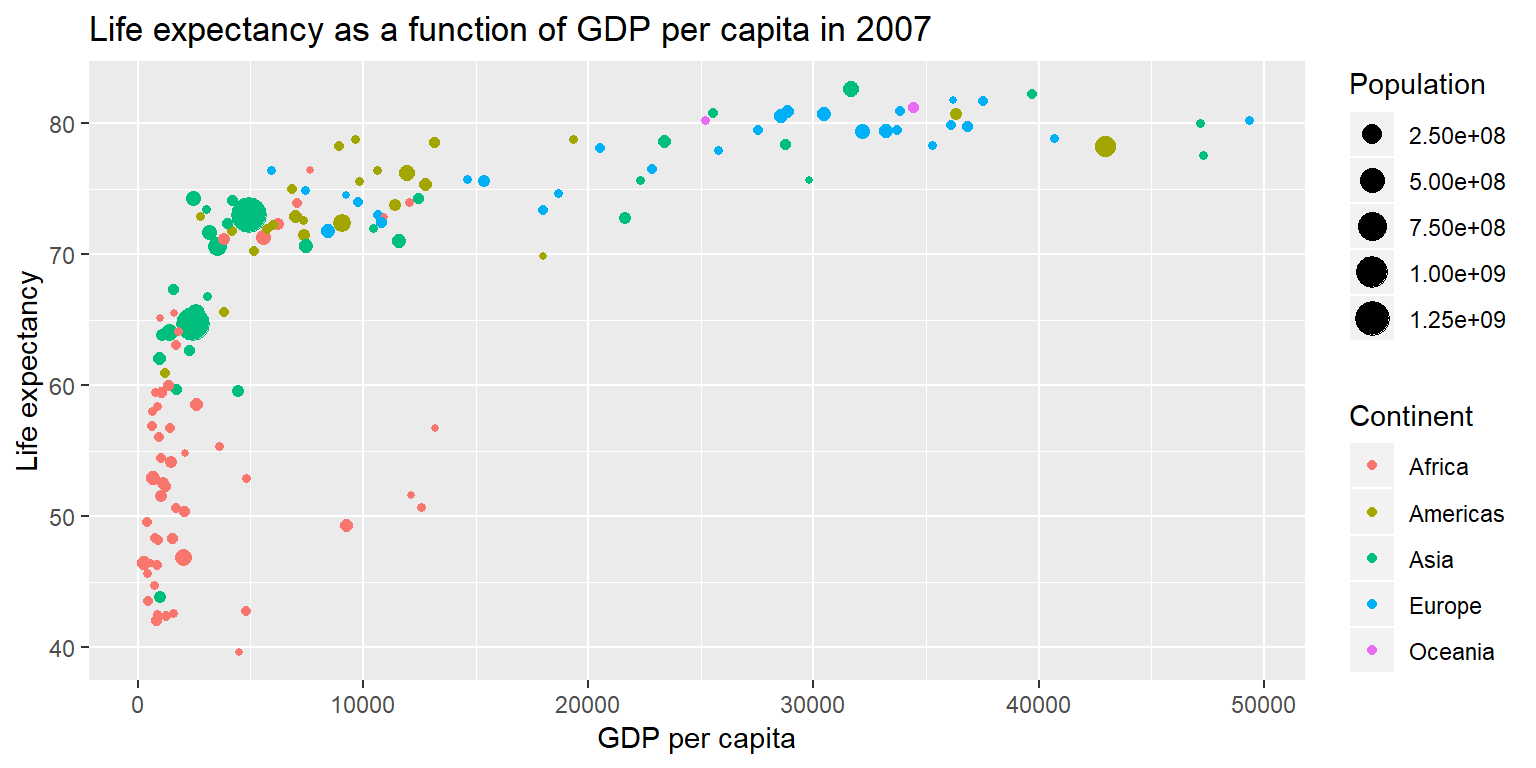 Life expectancy as a function of GDP per capita in 2007
Life expectancy
80
70
60
50
40
0 10000 20000 30000 40000 50000
GDP per capita
Population
2.50e+08
5.00e+08
7.50e+08
1.00e+09
1.25e+09
Continent
Africa
Americas
Asia
Europe
Oceania